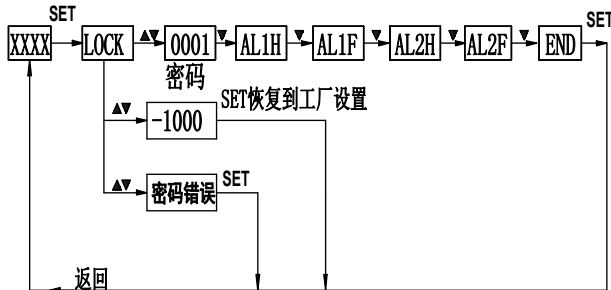 SET SET
XXXX LOCK ▲▼ 0001 ▼ AL1H ▼ AL1F ▼ AL2H ▼ AL2F ▼ END
密码
▲▼ -1000 SET恢复到工厂设置
▲▼ 密码错误 SET
返回